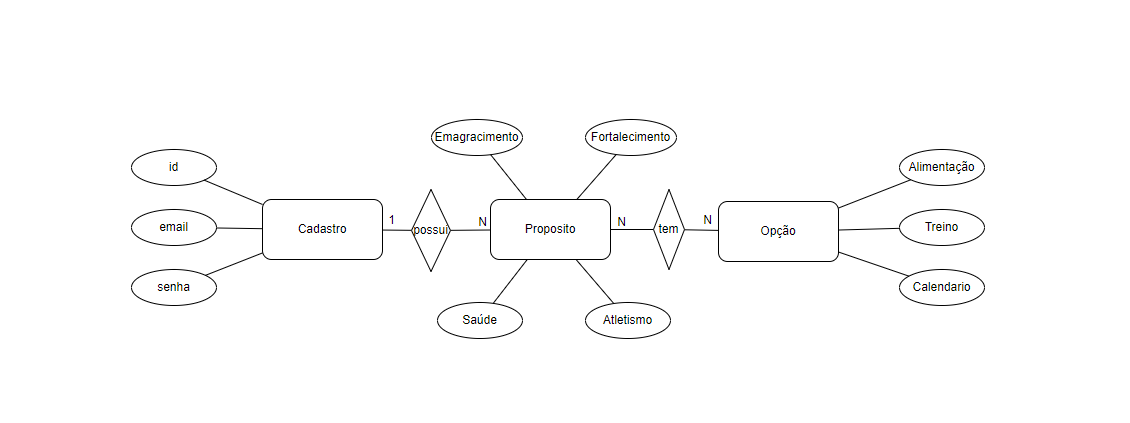 Emagracimento
Fortalecimento
id
Alimentação
email
Cadastro
1
possui
N
Proposito
N
tem
N
Opção
Treino
senha
Calendario
Saúde
Atletismo